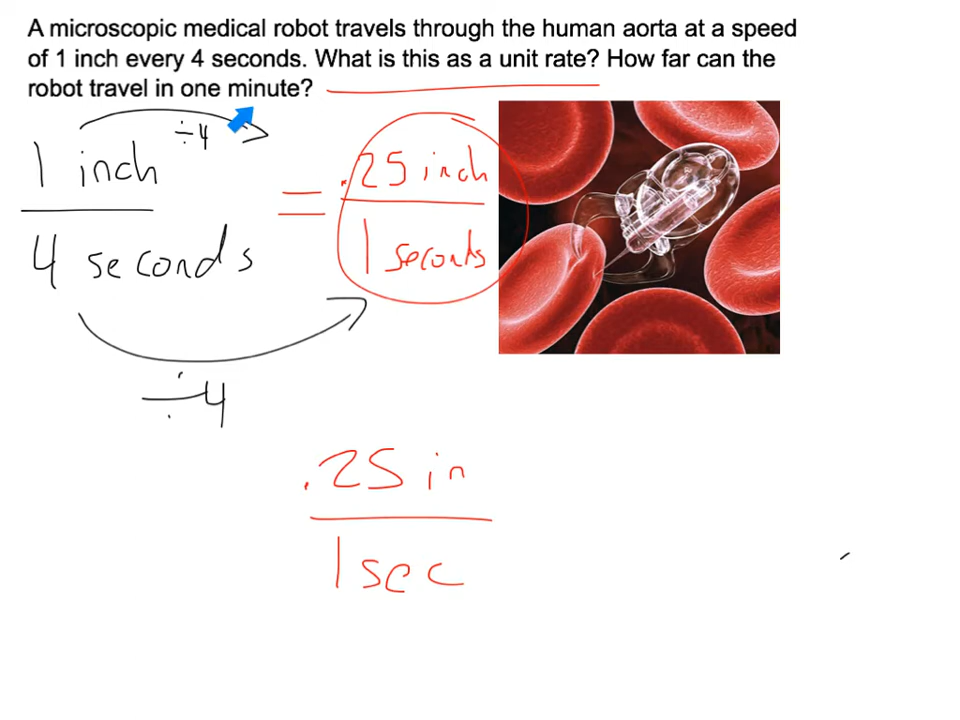 A microscopic medical robot travels through the human aorta at a speed
of 1 inch every 4 seconds. What is this as a unit rate? How far can the
robot travel in one minute?
÷4
1 inch
4 seconds
=
.25 inch
1 seconds
÷4
.25 in
1 sec